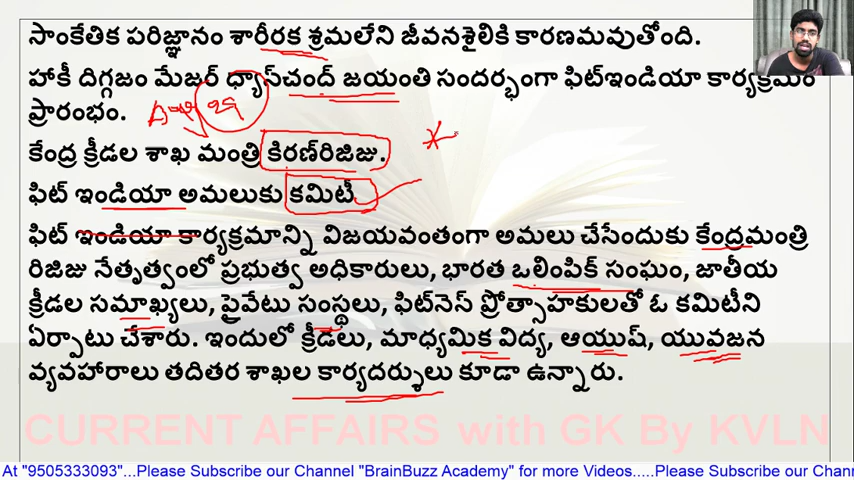 సాంకేతిక పరిజ్ఞానం శారీరక శ్రమలేని జీవనశైలికి కారణమవుతోంది.
హాకీ దిగ్గజం మేజర్ ధ్యాస్‌చంద్ జయంతి సందర్భంగా ఫిట్ఇండియా కార్యక్రమం
ప్రారంభం. 29
కేంద్ర క్రీడల శాఖ మంత్రి కిరణ్‌రిజిజు.
ఫిట్ ఇండియా అమలుకు కమిటీ
ఫిట్ ఇండియా కార్యక్రమాన్ని విజయవంతంగా అమలు చేసేందుకు కేంద్రమంత్రి
రిజిజు నేతృత్వంలో ప్రభుత్వ అధికారులు, భారత ఒలింపిక్ సంఘం, జాతీయ
క్రీడల సమాఖ్యలు, ప్రైవేటు సంస్థలు, ఫిట్‌నెస్ ప్రోత్సాహకులతో ఓ కమిటీని
ఏర్పాటు చేశారు. ఇందులో క్రీడలు, మాధ్యమిక విద్య, ఆయుష్, యువజన
వ్యవహారాలు తదితర శాఖల కార్యదర్శులు కూడా ఉన్నారు.
CURRENT AFFAIRS with GK By KVLN
At "9505333093"...Please Subscribe our Channel "BrainBuzz Academy" for more Videos.....Please Subscribe our Chann